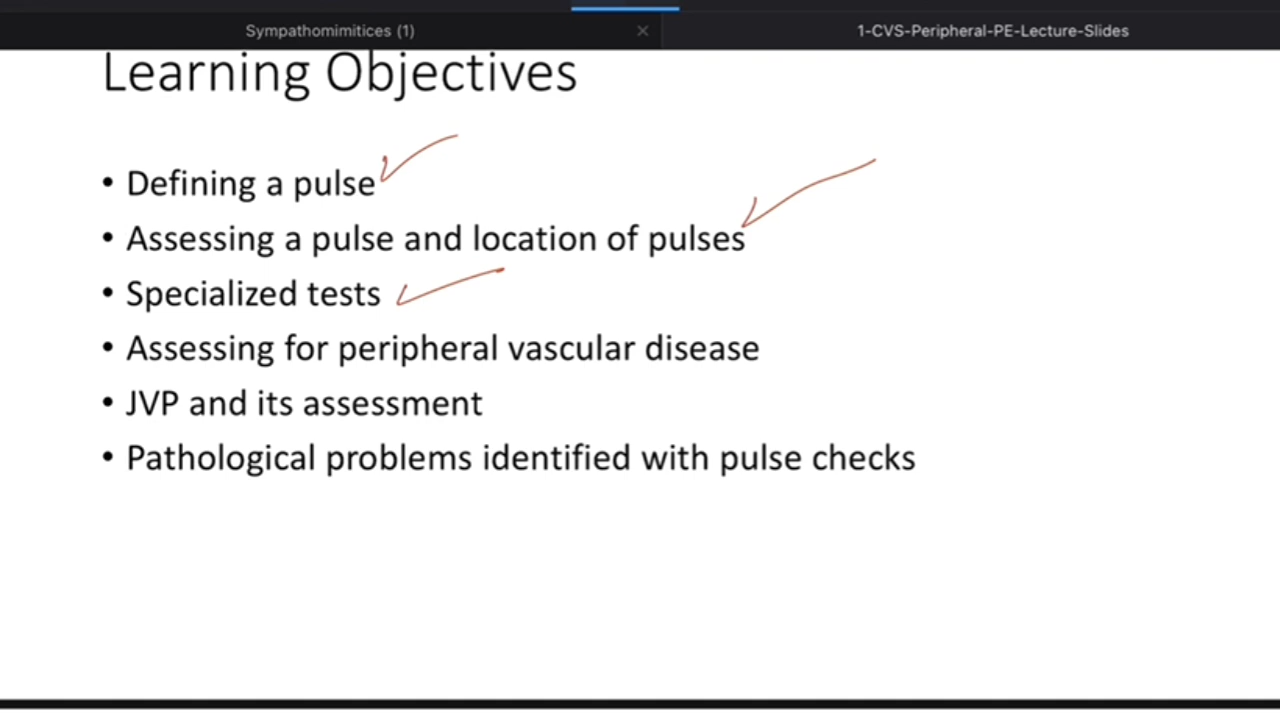 Sympathomimitices (1)
1-CVS-Peripheral-PE-Lecture-Slides
Learning Objectives
• Defining a pulse
• Assessing a pulse and location of pulses
• Specialized tests
• Assessing for peripheral vascular disease
• JVP and its assessment
• Pathological problems identified with pulse checks